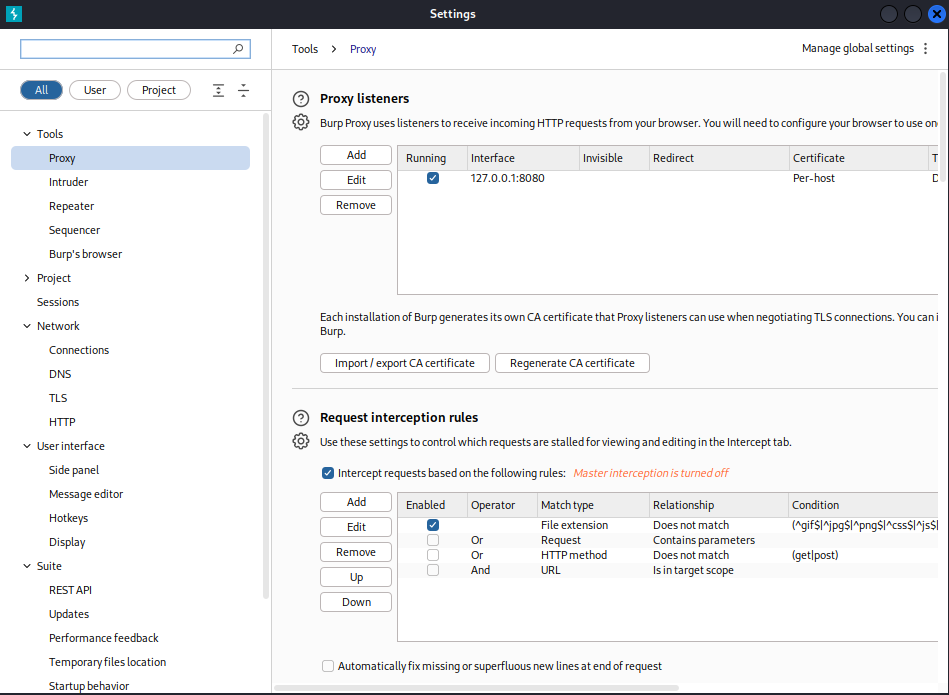 Settings
Tools > Proxy
Manage global settings
All User Project
Tools
Proxy
Intruder
Repeater
Sequencer
Burp's browser
Project
Sessions
Network
Connections
DNS
TLS
HTTP
User interface
Side panel
Message editor
Hotkeys
Display
Suite
REST API
Updates
Performance feedback
Temporary files location
Startup behavior
Proxy listeners
Burp Proxy uses listeners to receive incoming HTTP requests from your browser. You will need to configure your browser to use on
Add
Edit
Remove
Running Interface Invisible Redirect Certificate T
127.0.0.1:8080 Per-host D
Each installation of Burp generates its own CA certificate that Proxy listeners can use when negotiating TLS connections. You can i
Burp.
Import / export CA certificate Regenerate CA certificate
Request interception rules
Use these settings to control which requests are stalled for viewing and editing in the Intercept tab.
Intercept requests based on the following rules: Master interception is turned off
Add
Edit
Remove
Up
Down
Enabled Operator Match type Relationship Condition
File extension Does not match (^gif$|^jpg$|^png$|^css$|^js$|
Or Request Contains parameters
Or HTTP method Does not match (get|post)
And URL Is in target scope
Automatically fix missing or superfluous new lines at end of request